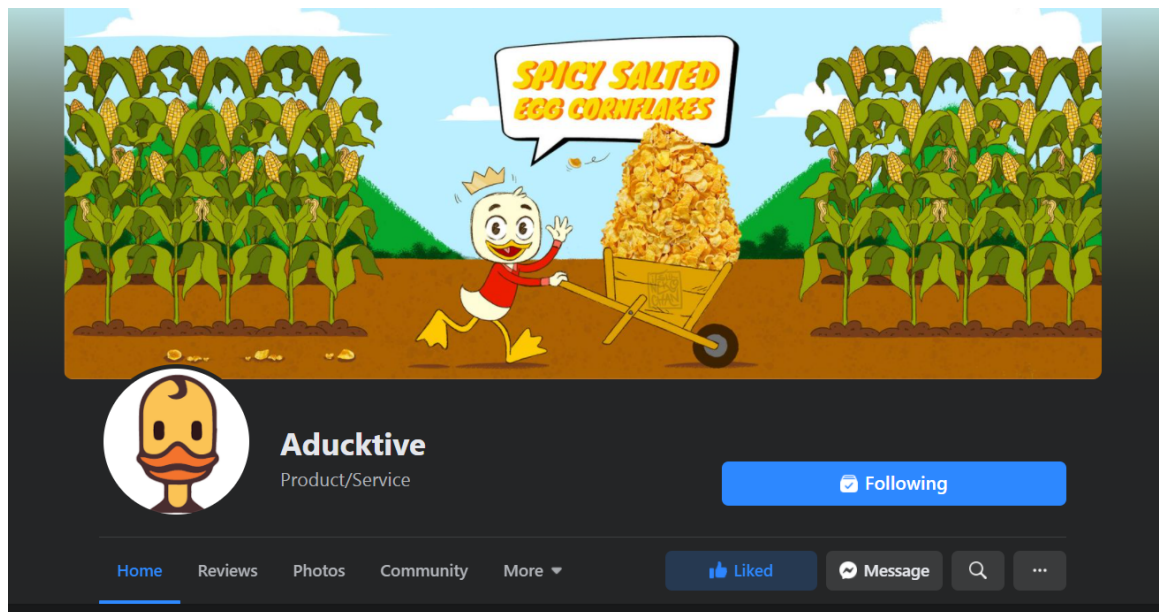 SPICY SALTED
EGG CORNFLAKES
Aducktive
Product/Service
Following
Home Reviews Photos Community More Liked Message